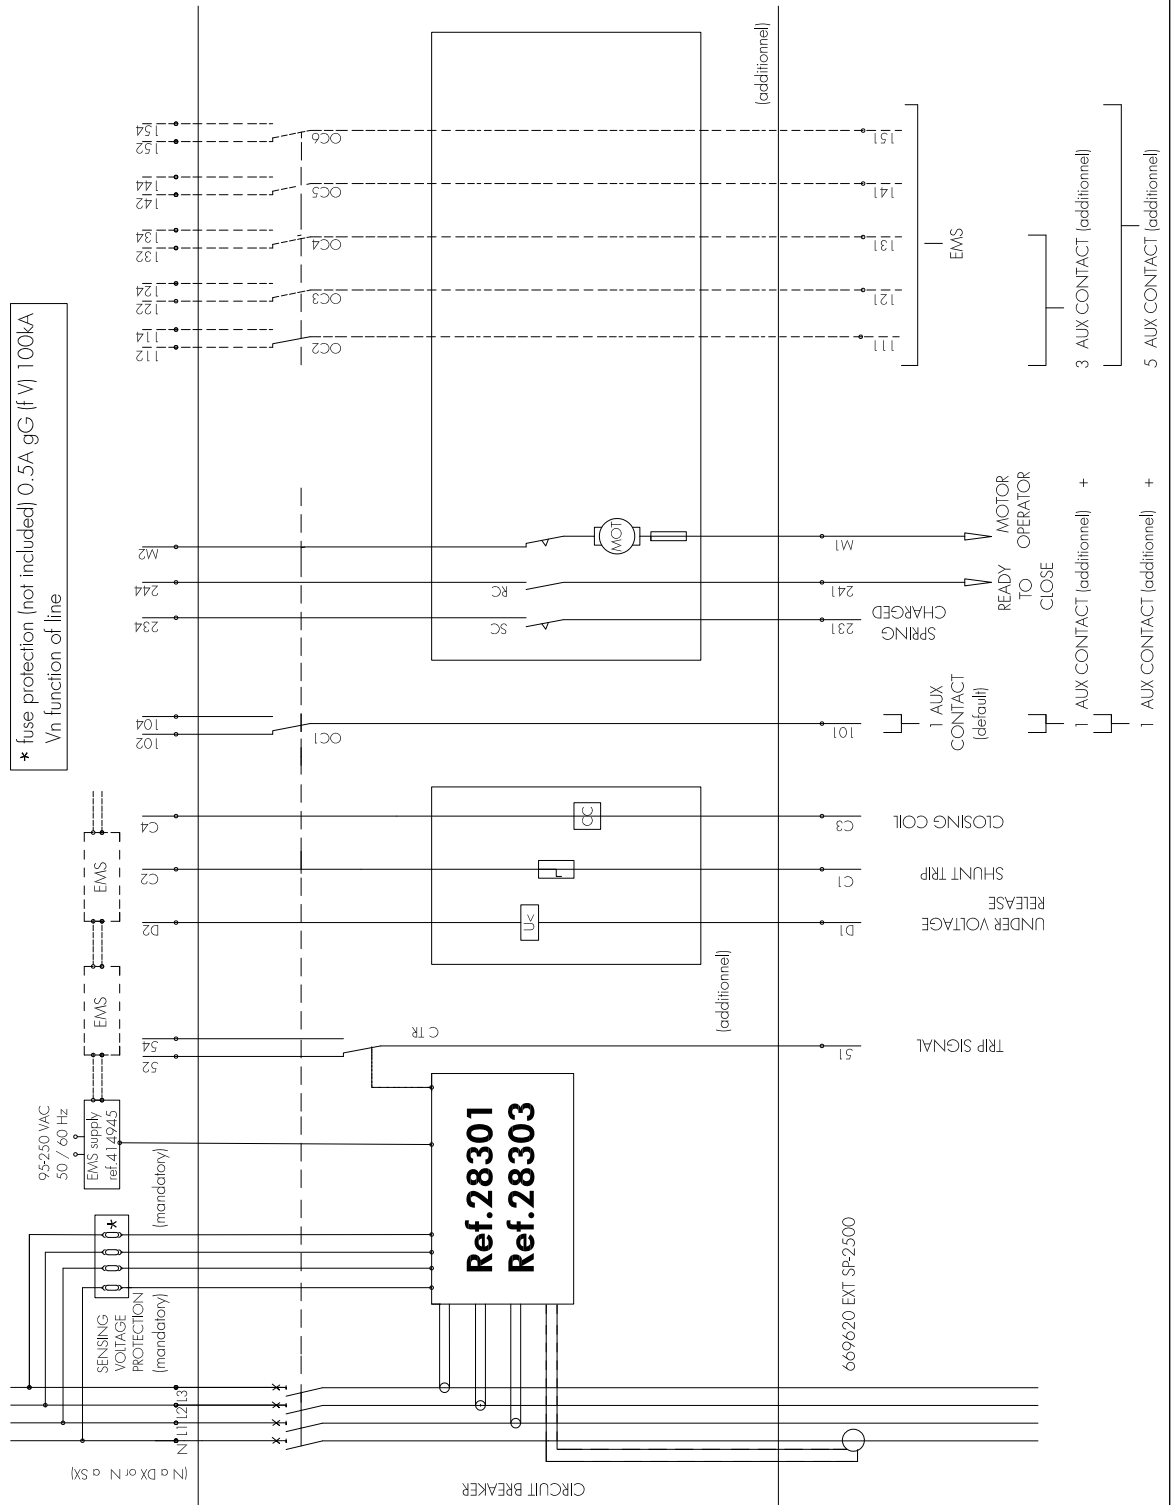 * fuse protection (not included) 0.5A gG (f V) 100kA
Vn function of line
95-250 VAC
50 / 60 Hz
EMS supply
ref.414945
(mandatory)
EMS
EMS
SENSING
VOLTAGE
PROTECTION
(mandatory)
*
(N a DX or N a SX)
N
L1
L2
L3
52
54
D2
C2
C4
102
104
234
244
M2
112
114
122
124
132
134
142
144
152
154
C TR
OC1
OC2
OC3
OC4
OC5
OC6
Ref.28301
Ref.28303
U<
CC
SC
RC
MOT
(additionnel)
(additionnel)
CIRCUIT BREAKER
669620 EXT SP-2500
51
D1
C1
C3
101
231
241
M1
111
121
131
141
151
TRIP SIGNAL
UNDER VOLTAGE
RELEASE
SHUNT TRIP
CLOSING COIL
1 AUX
CONTACT
(default)
SPRING
CHARGED
READY
TO
CLOSE
MOTOR
OPERATOR
EMS
1 AUX CONTACT (additionnel) +
3 AUX CONTACT (additionnel)
1 AUX CONTACT (additionnel) +
5 AUX CONTACT (additionnel)